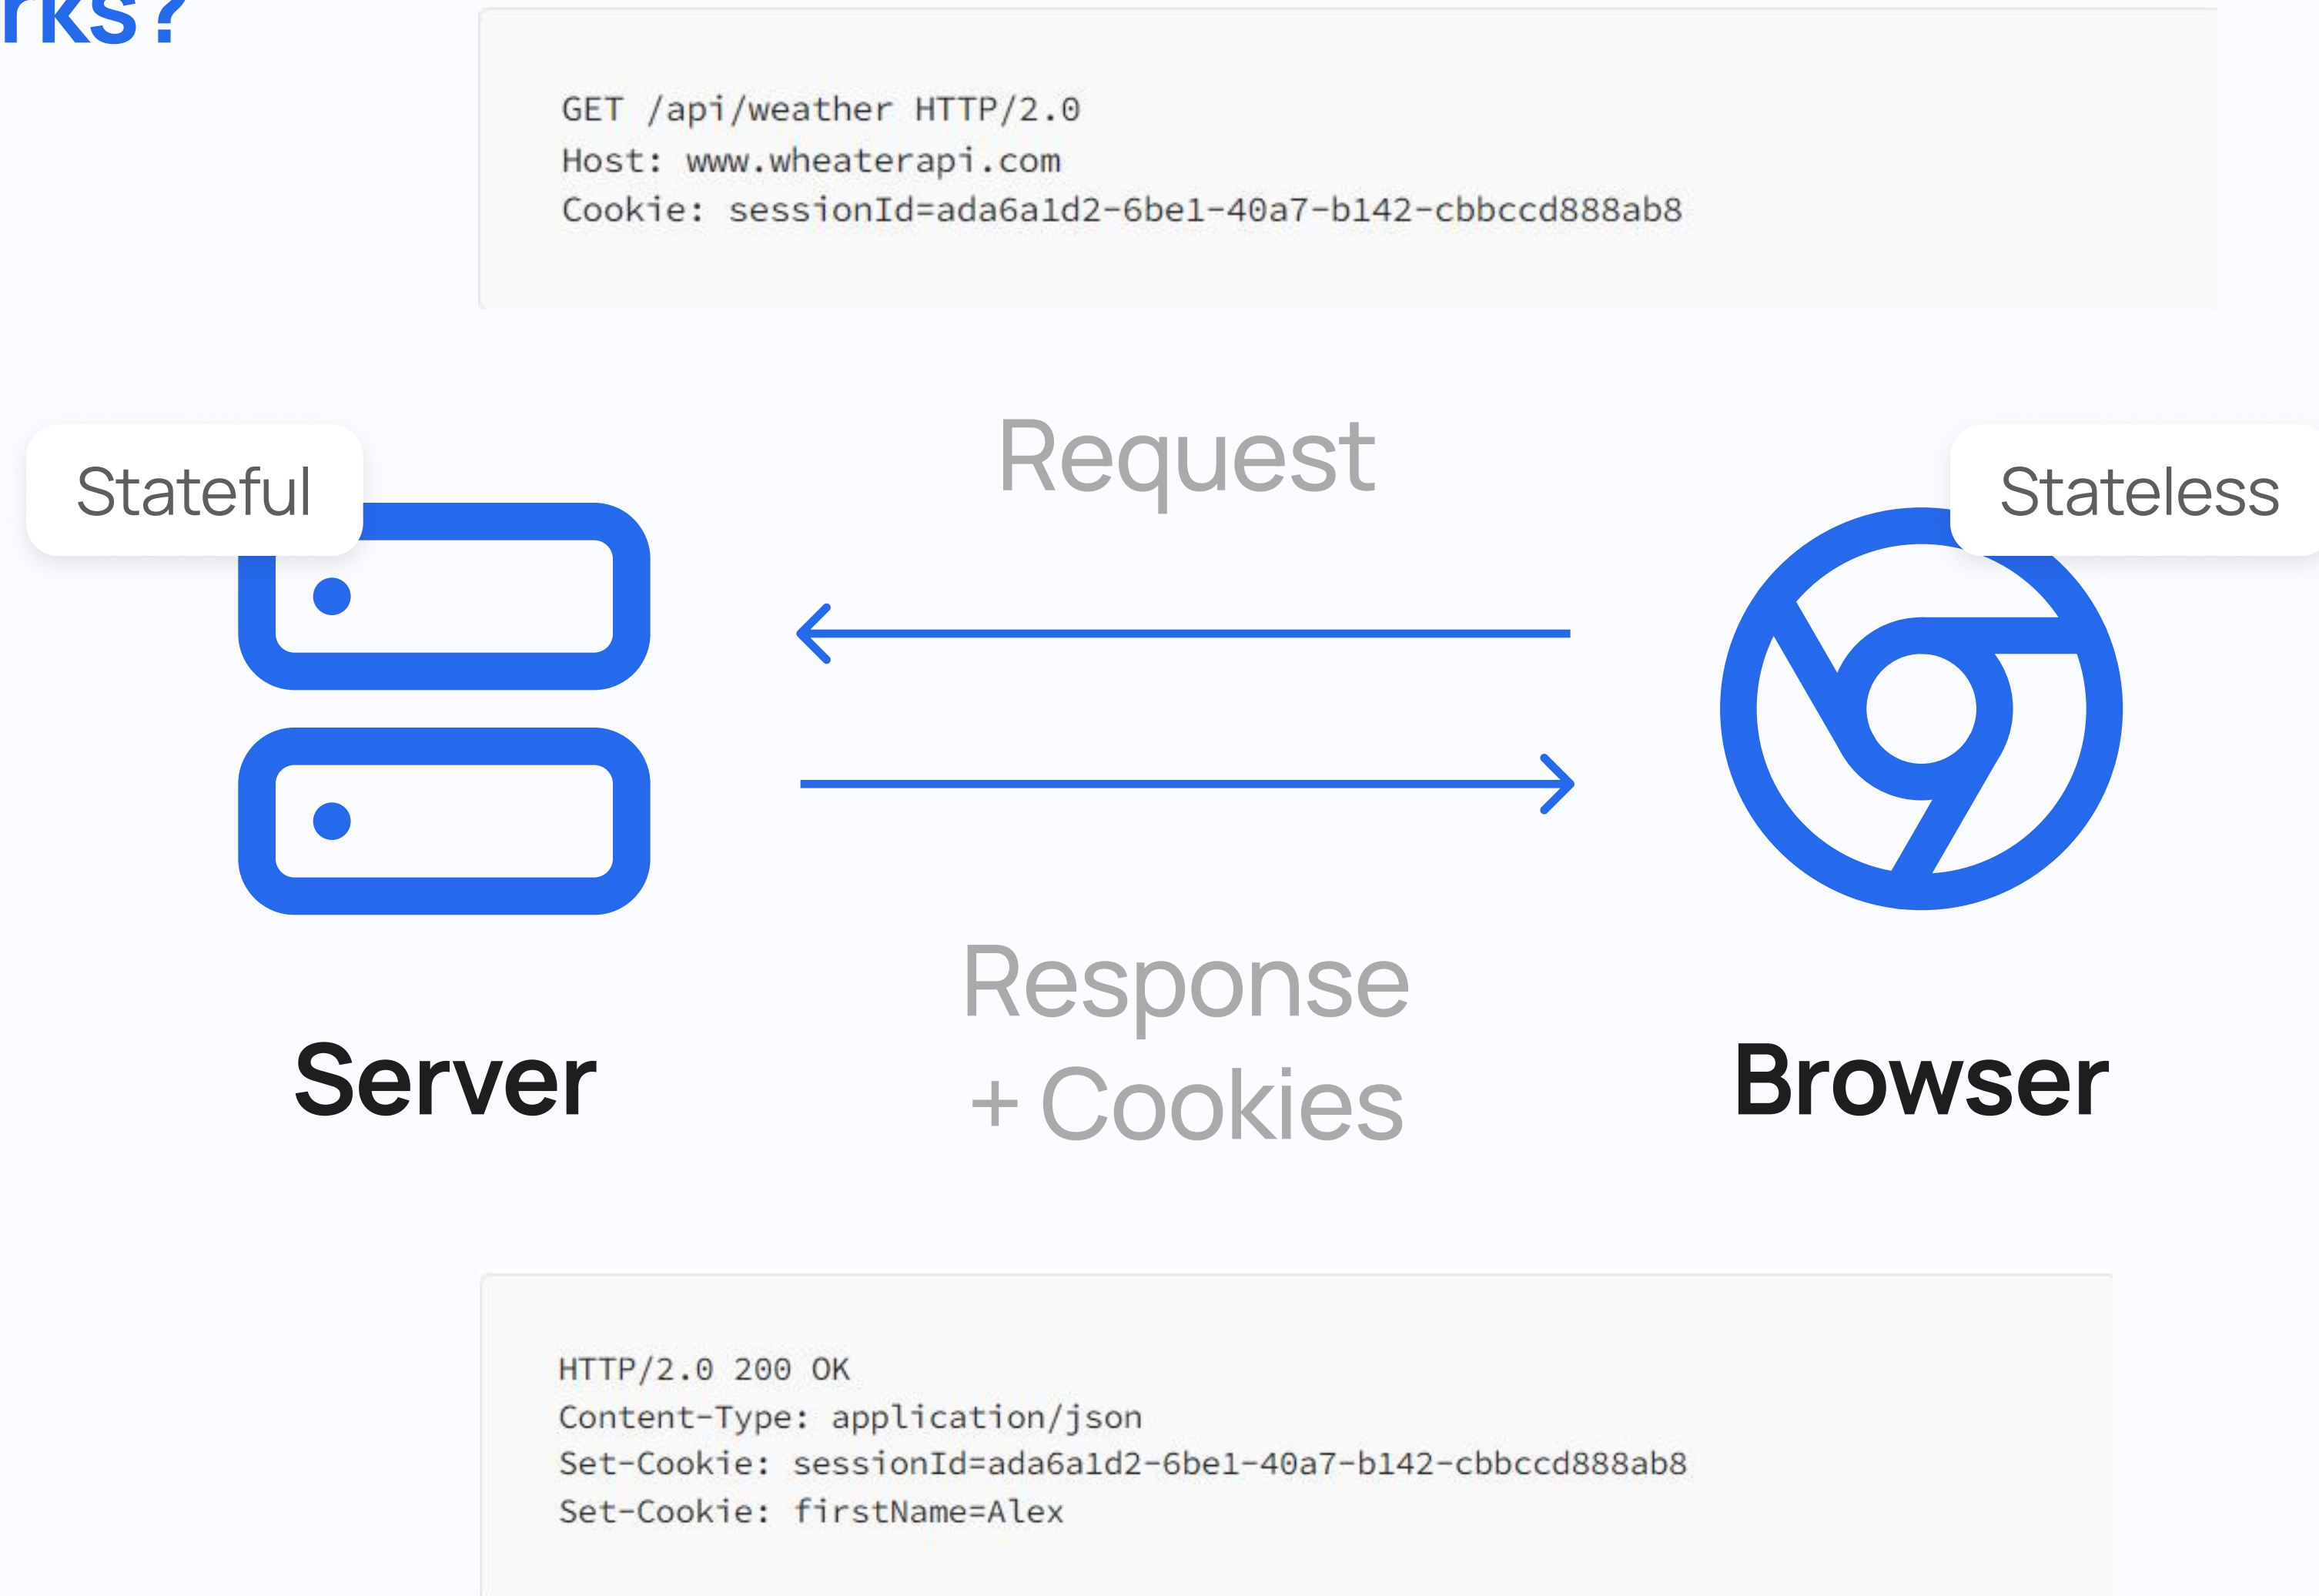 rks?
GET /api/weather HTTP/2.0
Host: www.wheaterapi.com
Cookie: sessionId=ada6a1d2-6be1-40a7-b142-cbbccd888ab8
Stateful
Request
Stateless
Response
+ Cookies
Server
Browser
HTTP/2.0 200 OK
Content-Type: application/json
Set-Cookie: sessionId=ada6a1d2-6be1-40a7-b142-cbbccd888ab8
Set-Cookie: firstName=Alex